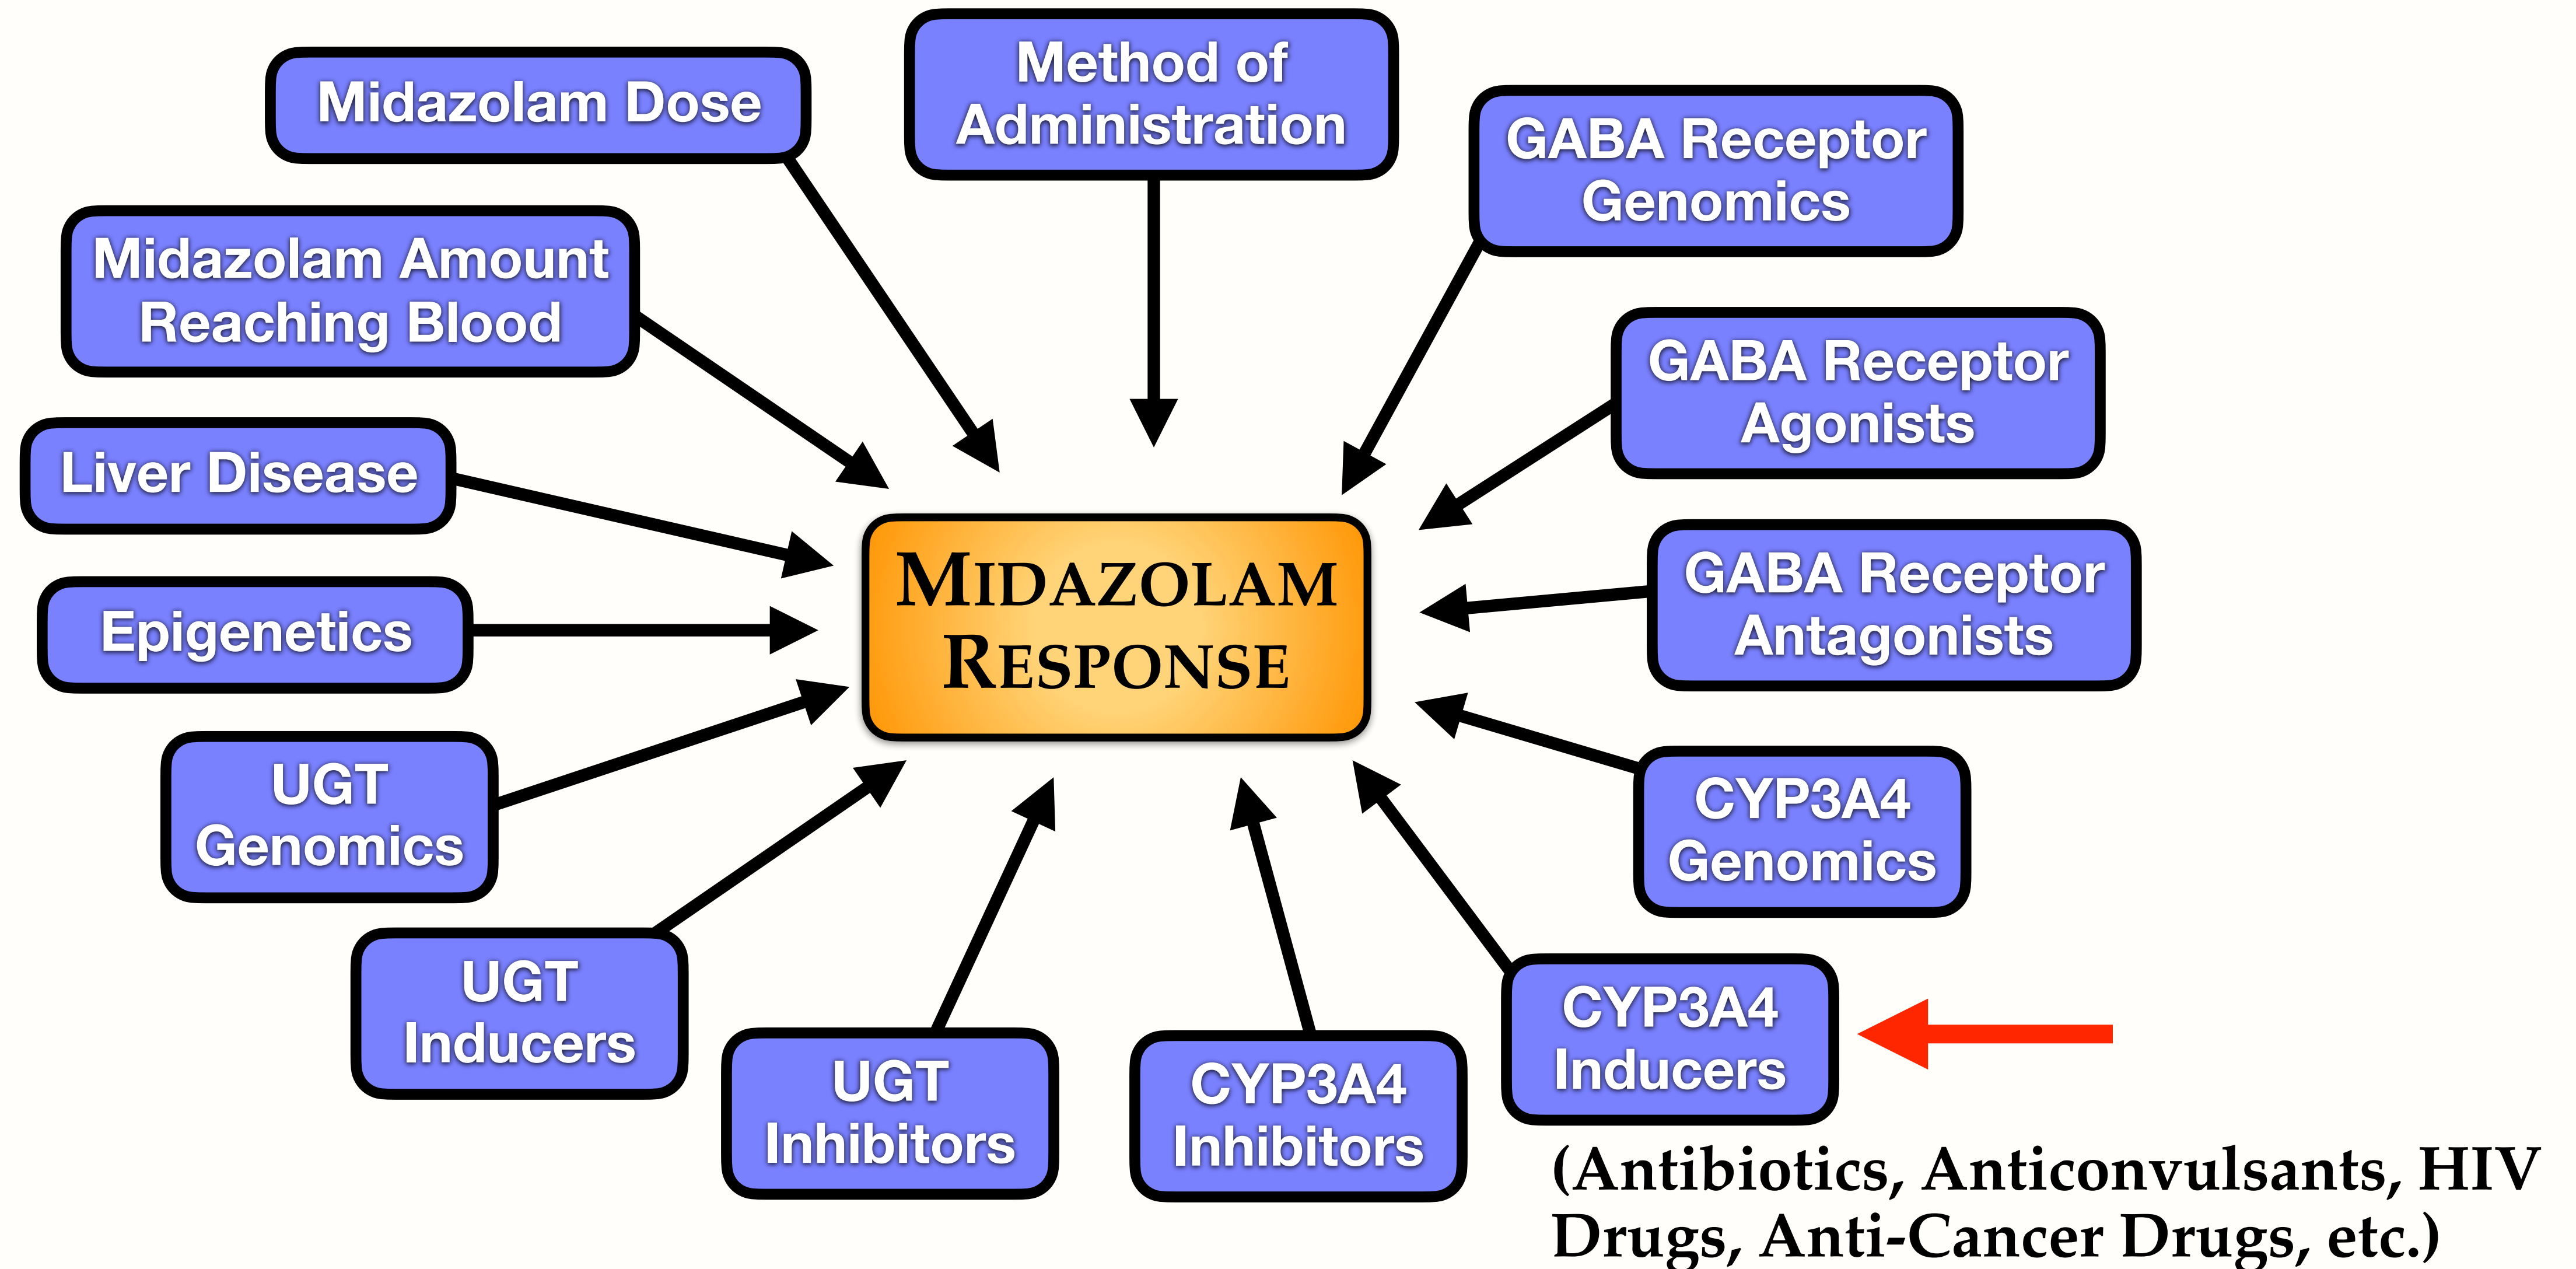 Midazolam Dose
Method of
Administration
GABA Receptor
Genomics
Midazolam Amount
Reaching Blood
GABA Receptor
Agonists
Liver Disease
GABA Receptor
Antagonists
Epigenetics
MIDAZOLAM
RESPONSE
UGT
Genomics
CYP3A4
Genomics
UGT
Inducers
CYP3A4
Inducers
UGT
Inhibitors
CYP3A4
Inhibitors
(Antibiotics, Anticonvulsants, HIV
Drugs, Anti-Cancer Drugs, etc.)